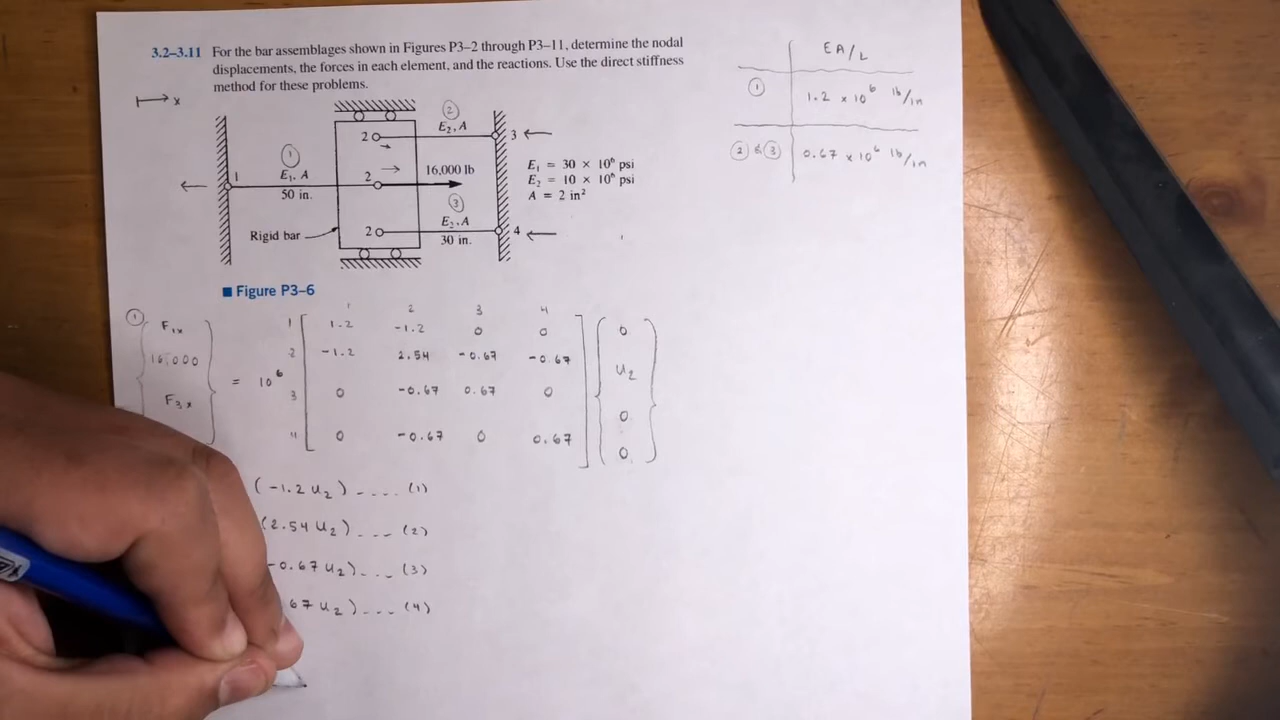 3.2–3.11 For the bar assemblages shown in Figures P3–2 through P3–11, determine the nodal
displacements, the forces in each element, and the reactions. Use the direct stiffness
method for these problems.
x
② 
E₂, A
2
3
①
E₁, A
1
50 in.
2
16,000 lb
③
E₂, A
30 in.
2
4
Rigid bar
E₁ = 30 × 10⁶ psi
E₂ = 10 × 10⁶ psi
A = 2 in²
■ Figure P3–6
EA/L
① 1.2 × 10⁶ lb/in
② & ③ 0.67 × 10⁶ lb/in
①
1 2 3 4
F₁ₓ 1 1.2 -1.2 0 0 0
16,000 2 -1.2 2.54 -0.67 -0.67 u₂
= 10⁶
F₃ₓ 3 0 -0.67 0.67 0 0
4 0 -0.67 0 0.67 0
(-1.2 u₂) ---- (1)
(2.54 u₂) --- (2)
-0.67 u₂) --- (3)
67 u₂) --- (4)